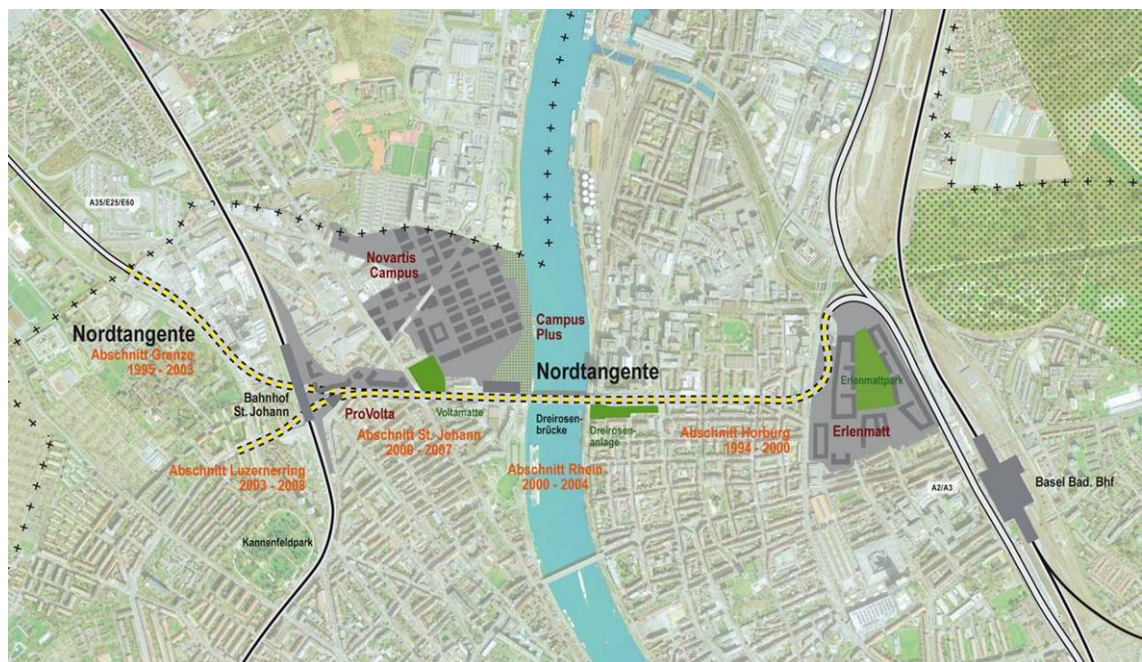 A35/E25/E60
Novartis
Campus
Nordtangente
Abschnitt Grenze
1995 - 2003
Campus
Plus
Nordtangente
Bahnhof
St. Johann
ProVolta
Voltamatte
Dreirosen-
brücke
Dreirosen-
anlage
Erlenmattpark
Erlenmatt
Abschnitt St. Johann
2000 - 2007
Abschnitt Horburg
1994 - 2000
Abschnitt Luzernerring
2003 - 2008
Abschnitt Rhein
2000 - 2004
A2/A3
Basel Bad. Bhf
Kannenfeldpark